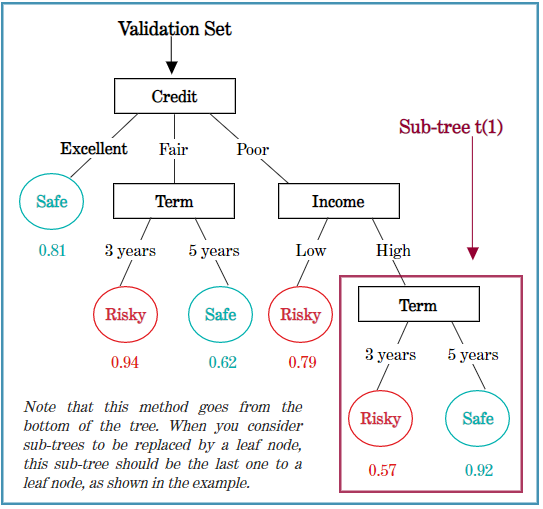 Validation Set
Credit
Sub-tree t(1)
Excellent Fair Poor
Safe Term Income
0.81 3 years 5 years Low High
Risky Safe Risky Term
0.94 0.62 0.79 3 years 5 years
Note that this method goes from the
bottom of the tree. When you consider
sub-trees to be replaced by a leaf node,
this sub-tree should be the last one to a
leaf node, as shown in the example.
Risky Safe
0.57 0.92